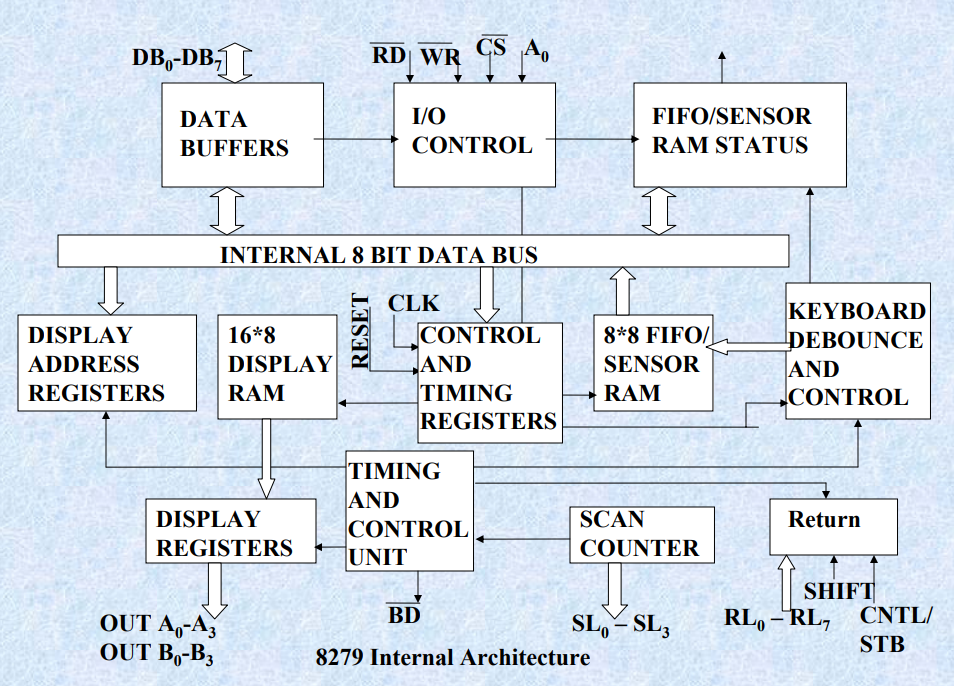 DB0-DB7
RD
WR
CS
A0
DATA
BUFFERS
I/O
CONTROL
FIFO/SENSOR
RAM STATUS
INTERNAL 8 BIT DATA BUS
DISPLAY
ADDRESS
REGISTERS
16*8
DISPLAY
RAM
RESET
CLK
CONTROL
AND
TIMING
REGISTERS
8*8 FIFO/
SENSOR
RAM
KEYBOARD
DEBOUNCE
AND
CONTROL
DISPLAY
REGISTERS
TIMING
AND
CONTROL
UNIT
SCAN
COUNTER
Return
OUT A0-A3
OUT B0-B3
BD
SL0 – SL3
RL0 – RL7
SHIFT
CNTL/
STB
8279 Internal Architecture